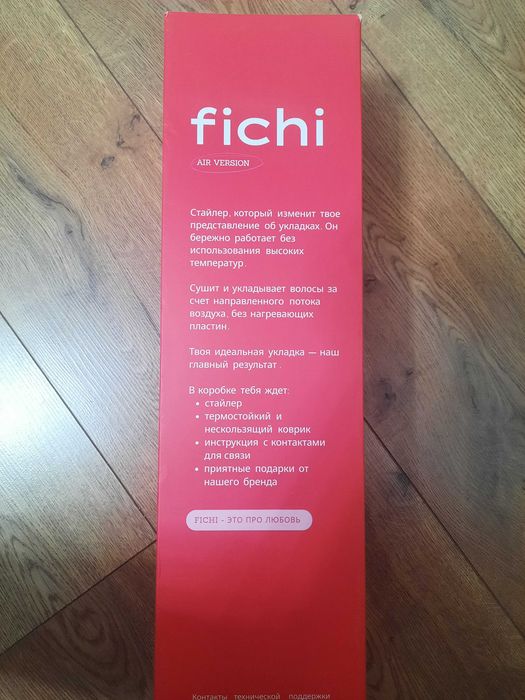 fichi
AIR VERSION
Стайлер, который изменит твое
представление об укладках. Он
бережно работает без
использования высоких
температур.
Сушит и укладывает волосы за
счет направленного потока
воздуха, без нагревающих
пластин.
Твоя идеальная укладка — наш
главный результат.
В коробке тебя ждет:
• стайлер
• термостойкий и
нескользящий коврик
• инструкция с контактами
для связи
• приятные подарки от
нашего бренда
FICHI - ЭТО ПРО ЛЮБОВЬ
Контакты технической поддержки